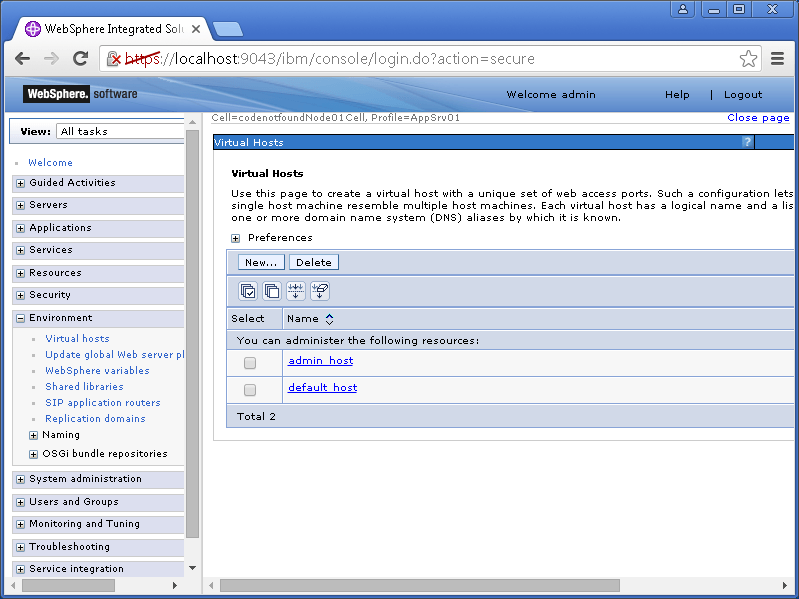 WebSphere Integrated Solu
https://localhost:9043/ibm/console/login.do?action=secure
WebSphere. software
Welcome admin
Help | Logout
Cell=codenotfoundNode01Cell, Profile=AppSrv01
Close page
View: All tasks
Welcome
Guided Activities
Servers
Applications
Services
Resources
Security
Environment
Virtual hosts
Update global Web server pl
WebSphere variables
Shared libraries
SIP application routers
Replication domains
Naming
OSGi bundle repositories
System administration
Users and Groups
Monitoring and Tuning
Troubleshooting
Service integration
Virtual Hosts
?
Virtual Hosts
Use this page to create a virtual host with a unique set of web access ports. Such a configuration lets
single host machine resemble multiple host machines. Each virtual host has a logical name and a lis
one or more domain name system (DNS) aliases by which it is known.
Preferences
New... Delete
Select Name
You can administer the following resources:
admin_host
default_host
Total 2